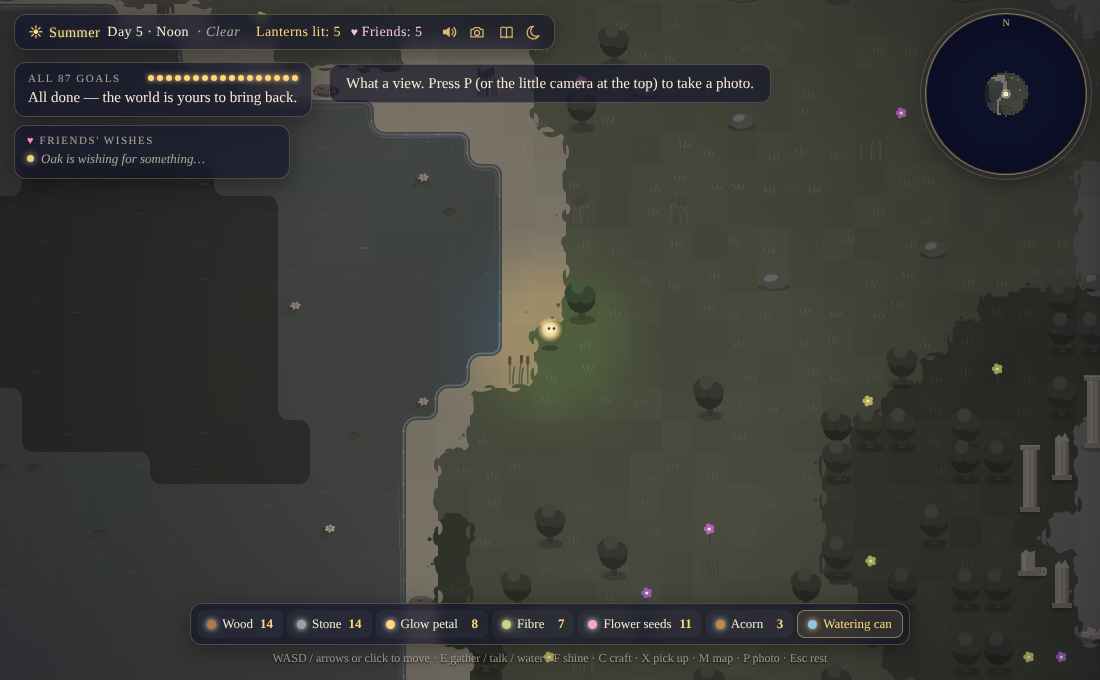 Summer Day 5 · Noon · Clear Lanterns lit: 5 ♥ Friends: 5
N
ALL 87 GOALS
All done — the world is yours to bring back.
What a view. Press P (or the little camera at the top) to take a photo.
♥ FRIENDS' WISHES
Oak is wishing for something…
Wood 14 Stone 14 Glow petal 8 Fibre 7 Flower seeds 11 Acorn 3 Watering can
WASD / arrows or click to move · E gather / talk / water · F shine · C craft · X pick up · M map · P photo · Esc rest